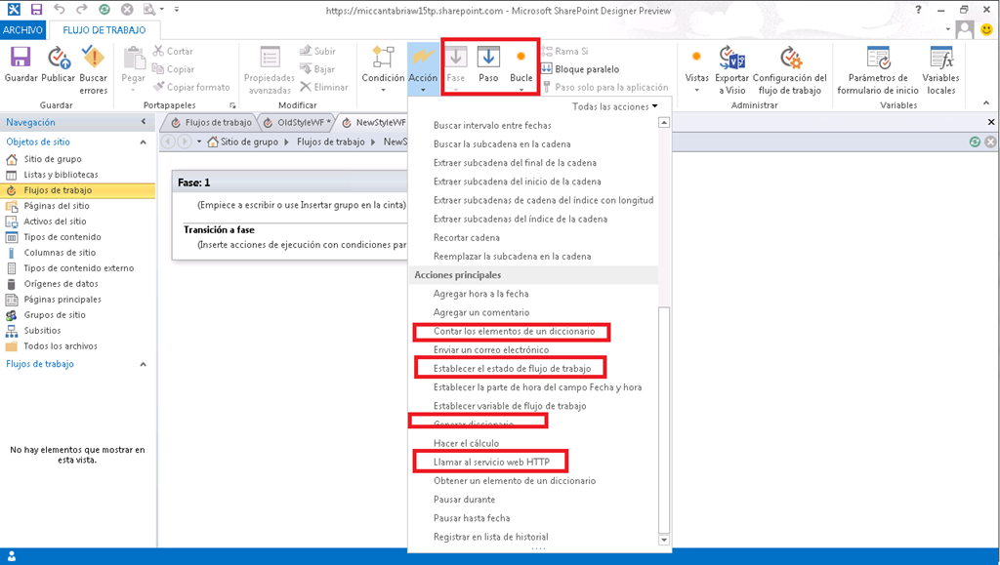 https://miccantabriaw15tp.sharepoint.com - Microsoft SharePoint Designer Preview
ARCHIVO
FLUJO DE TRABAJO
Guardar
Publicar
Buscar
errores
Guardar
Pegar
Cortar
Copiar
Copiar formato
Portapapeles
Propiedades
avanzadas
Subir
Bajar
Eliminar
Modificar
Condición
Acción
Fase
Paso
Bucle
Rama Si
Bloque paralelo
Paso solo para la aplicación
Vistas
Exportar
a Visio
Configuración del
flujo de trabajo
Administrar
Parámetros de
formulario de inicio
Variables
locales
Variables
Navegación
Objetos de sitio
Sitio de grupo
Listas y bibliotecas
Flujos de trabajo
Páginas del sitio
Activos del sitio
Tipos de contenido
Columnas de sitio
Tipos de contenido externo
Orígenes de datos
Páginas principales
Grupos de sitio
Subsitios
Todos los archivos
Flujos de trabajo
No hay elementos que mostrar en
esta vista.
Flujos de trabajo
OldStyleWF *
NewStyleWF
Sitio de grupo
Flujos de trabajo
NewS
Fase: 1
(Empiece a escribir o use Insertar grupo en la cinta)
Transición a fase
(Inserte acciones de ejecución con condiciones par
Todas las acciones
Buscar intervalo entre fechas
Buscar la subcadena en la cadena
Extraer subcadena del final de la cadena
Extraer subcadena del inicio de la cadena
Extraer subcadenas de cadena del índice con longitud
Extraer subcadenas del índice de la cadena
Recortar cadena
Reemplazar la subcadena en la cadena
Acciones principales
Agregar hora a la fecha
Agregar un comentario
Contar los elementos de un diccionario
Enviar un correo electrónico
Establecer el estado de flujo de trabajo
Establecer la parte de hora del campo Fecha y hora
Establecer variable de flujo de trabajo
Generar diccionario
Hacer el cálculo
Llamar al servicio web HTTP
Obtener un elemento de un diccionario
Pausar durante
Pausar hasta fecha
Registrar en lista de historial